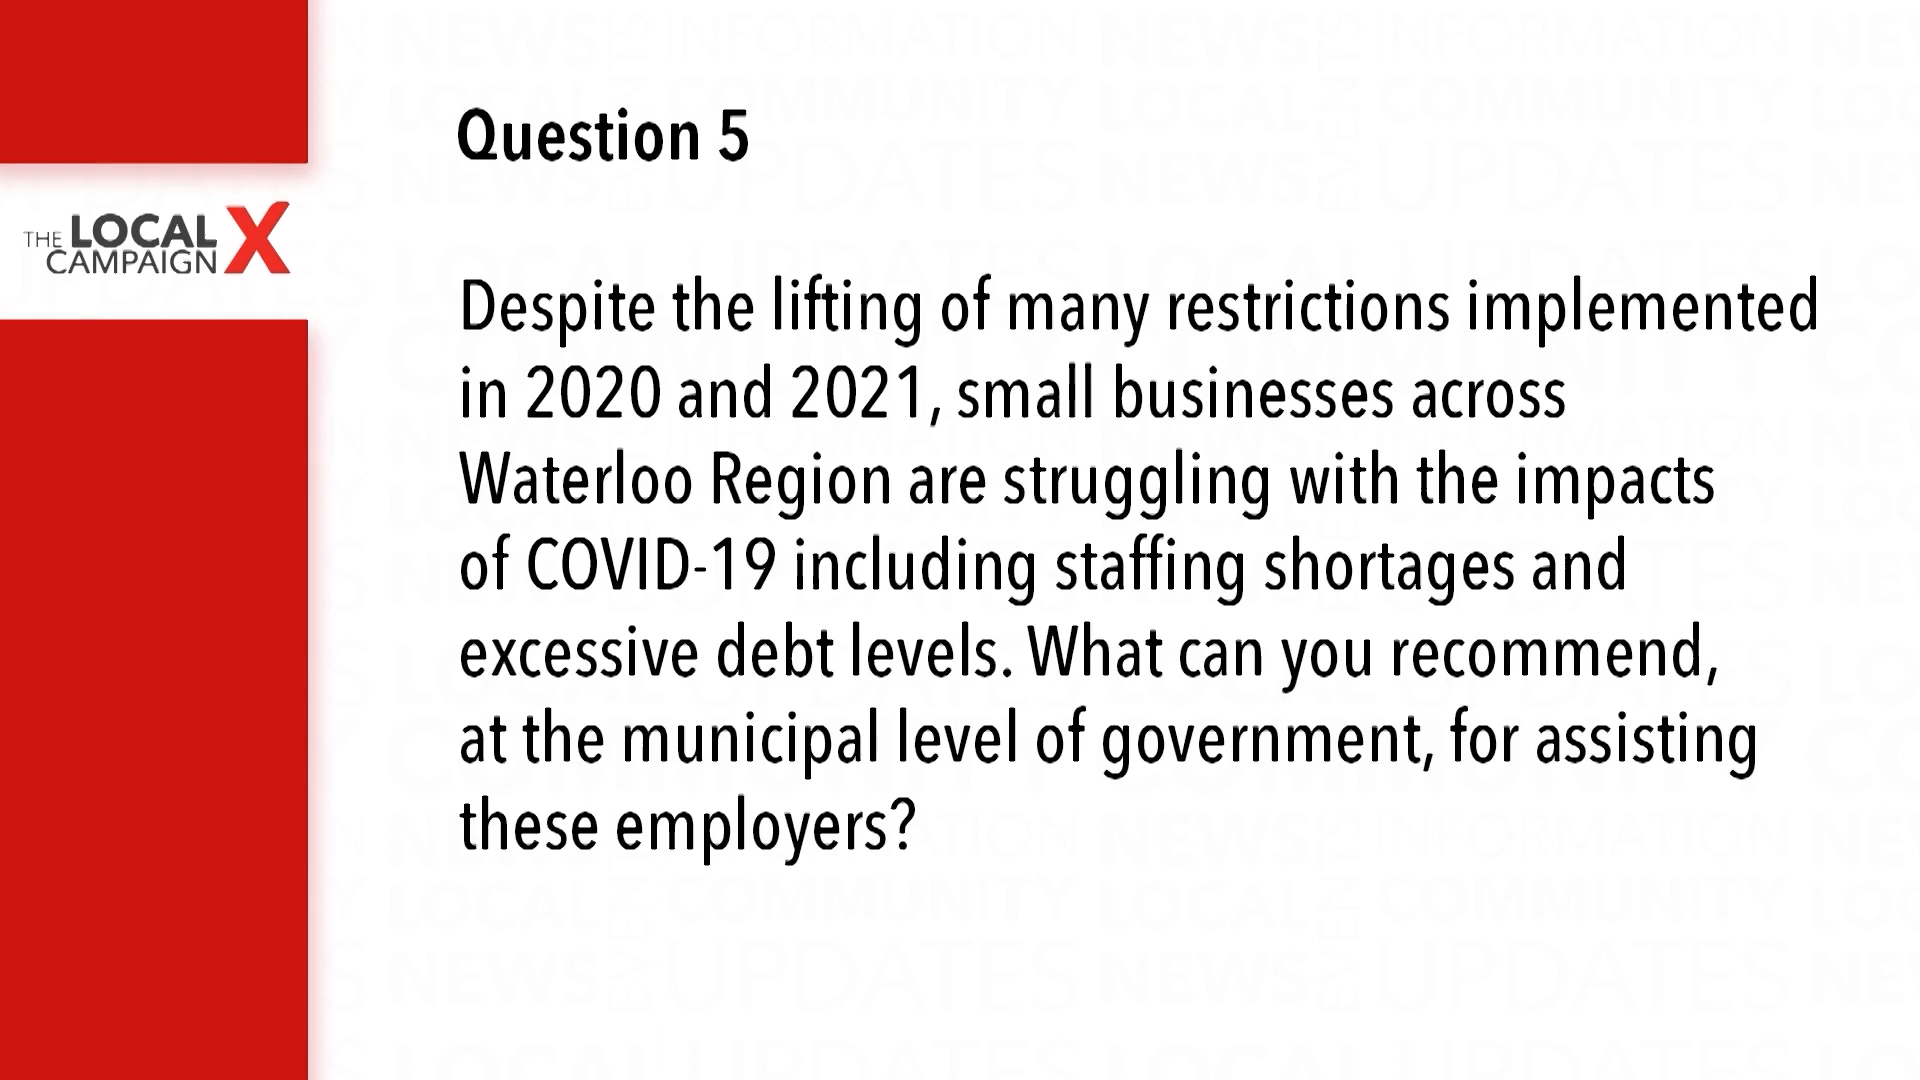 Question 5
THE LOCAL X
CAMPAIGN
Despite the lifting of many restrictions implemented
in 2020 and 2021, small businesses across
Waterloo Region are struggling with the impacts
of COVID-19 including staffing shortages and
excessive debt levels. What can you recommend,
at the municipal level of government, for assisting
these employers?